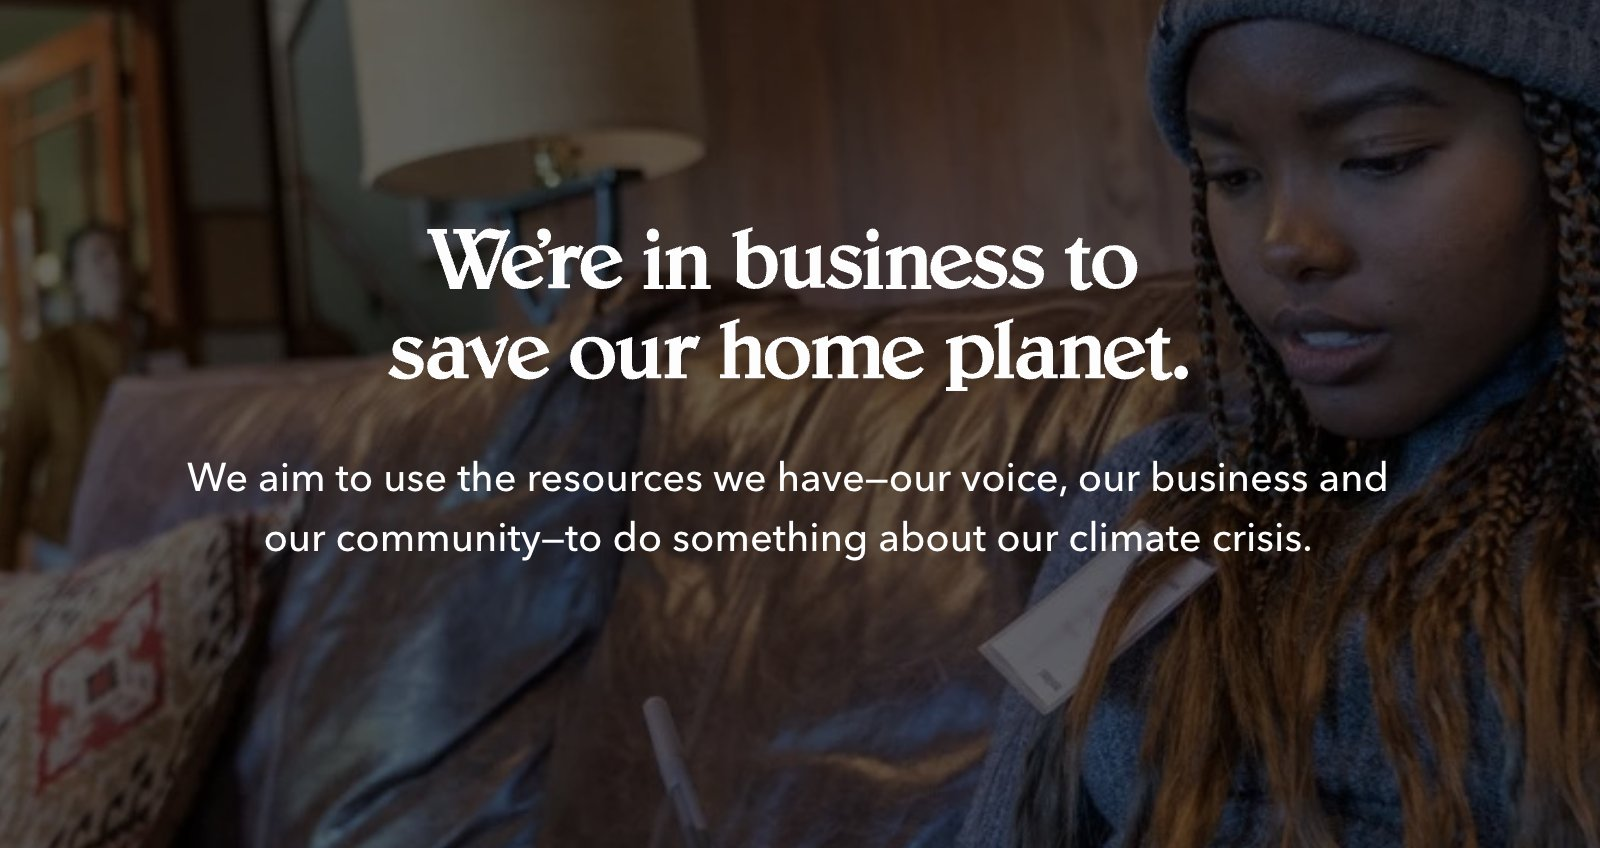 We’re in business to
save our home planet.
We aim to use the resources we have—our voice, our business and
our community—to do something about our climate crisis.